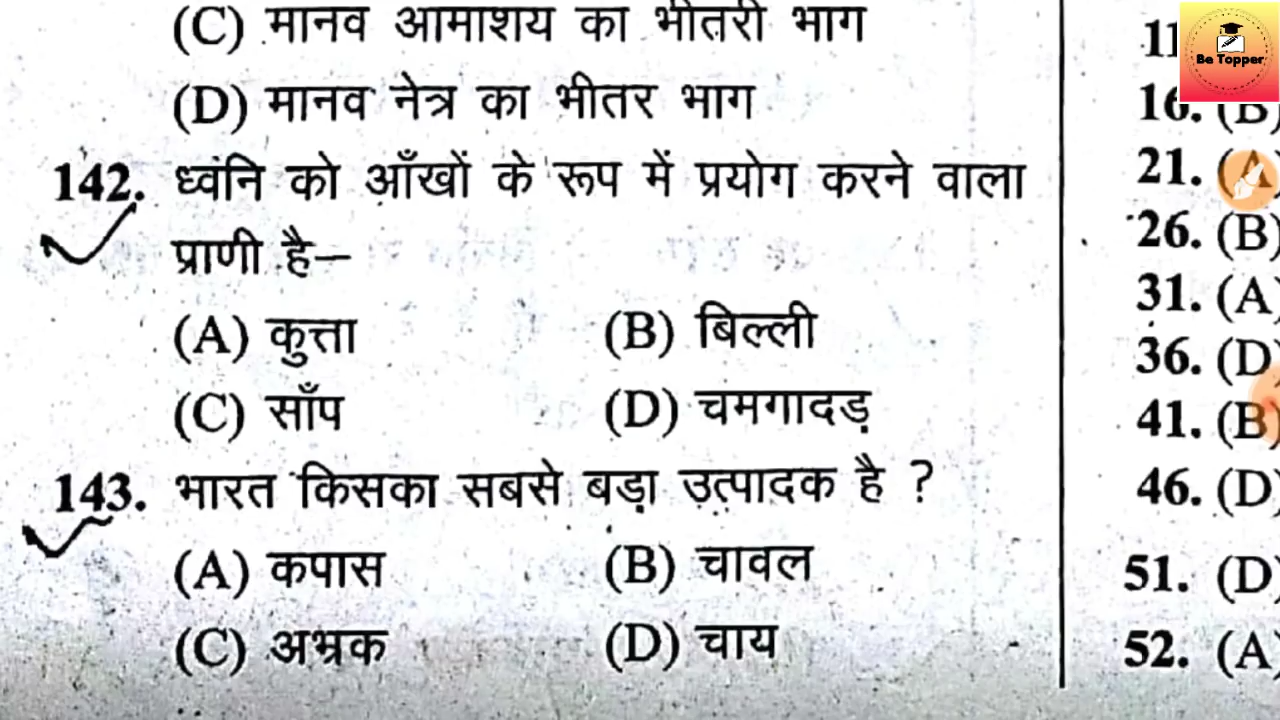 (C) मानव आमाशय का भीतरी भाग
(D) मानव नेत्र का भीतर भाग
142. ध्वनि को आँखों के रूप में प्रयोग करने वाला
प्राणी है—
(A) कुत्ता (B) बिल्ली
(C) साँप (D) चमगादड़
143. भारत किसका सबसे बड़ा उत्पादक है ?
(A) कपास (B) चावल
(C) अभ्रक (D) चाय
11
16. (B)
21. (A)
26. (B)
31. (A)
36. (D)
41. (B)
46. (D)
51. (D)
52. (A)
Be Topper